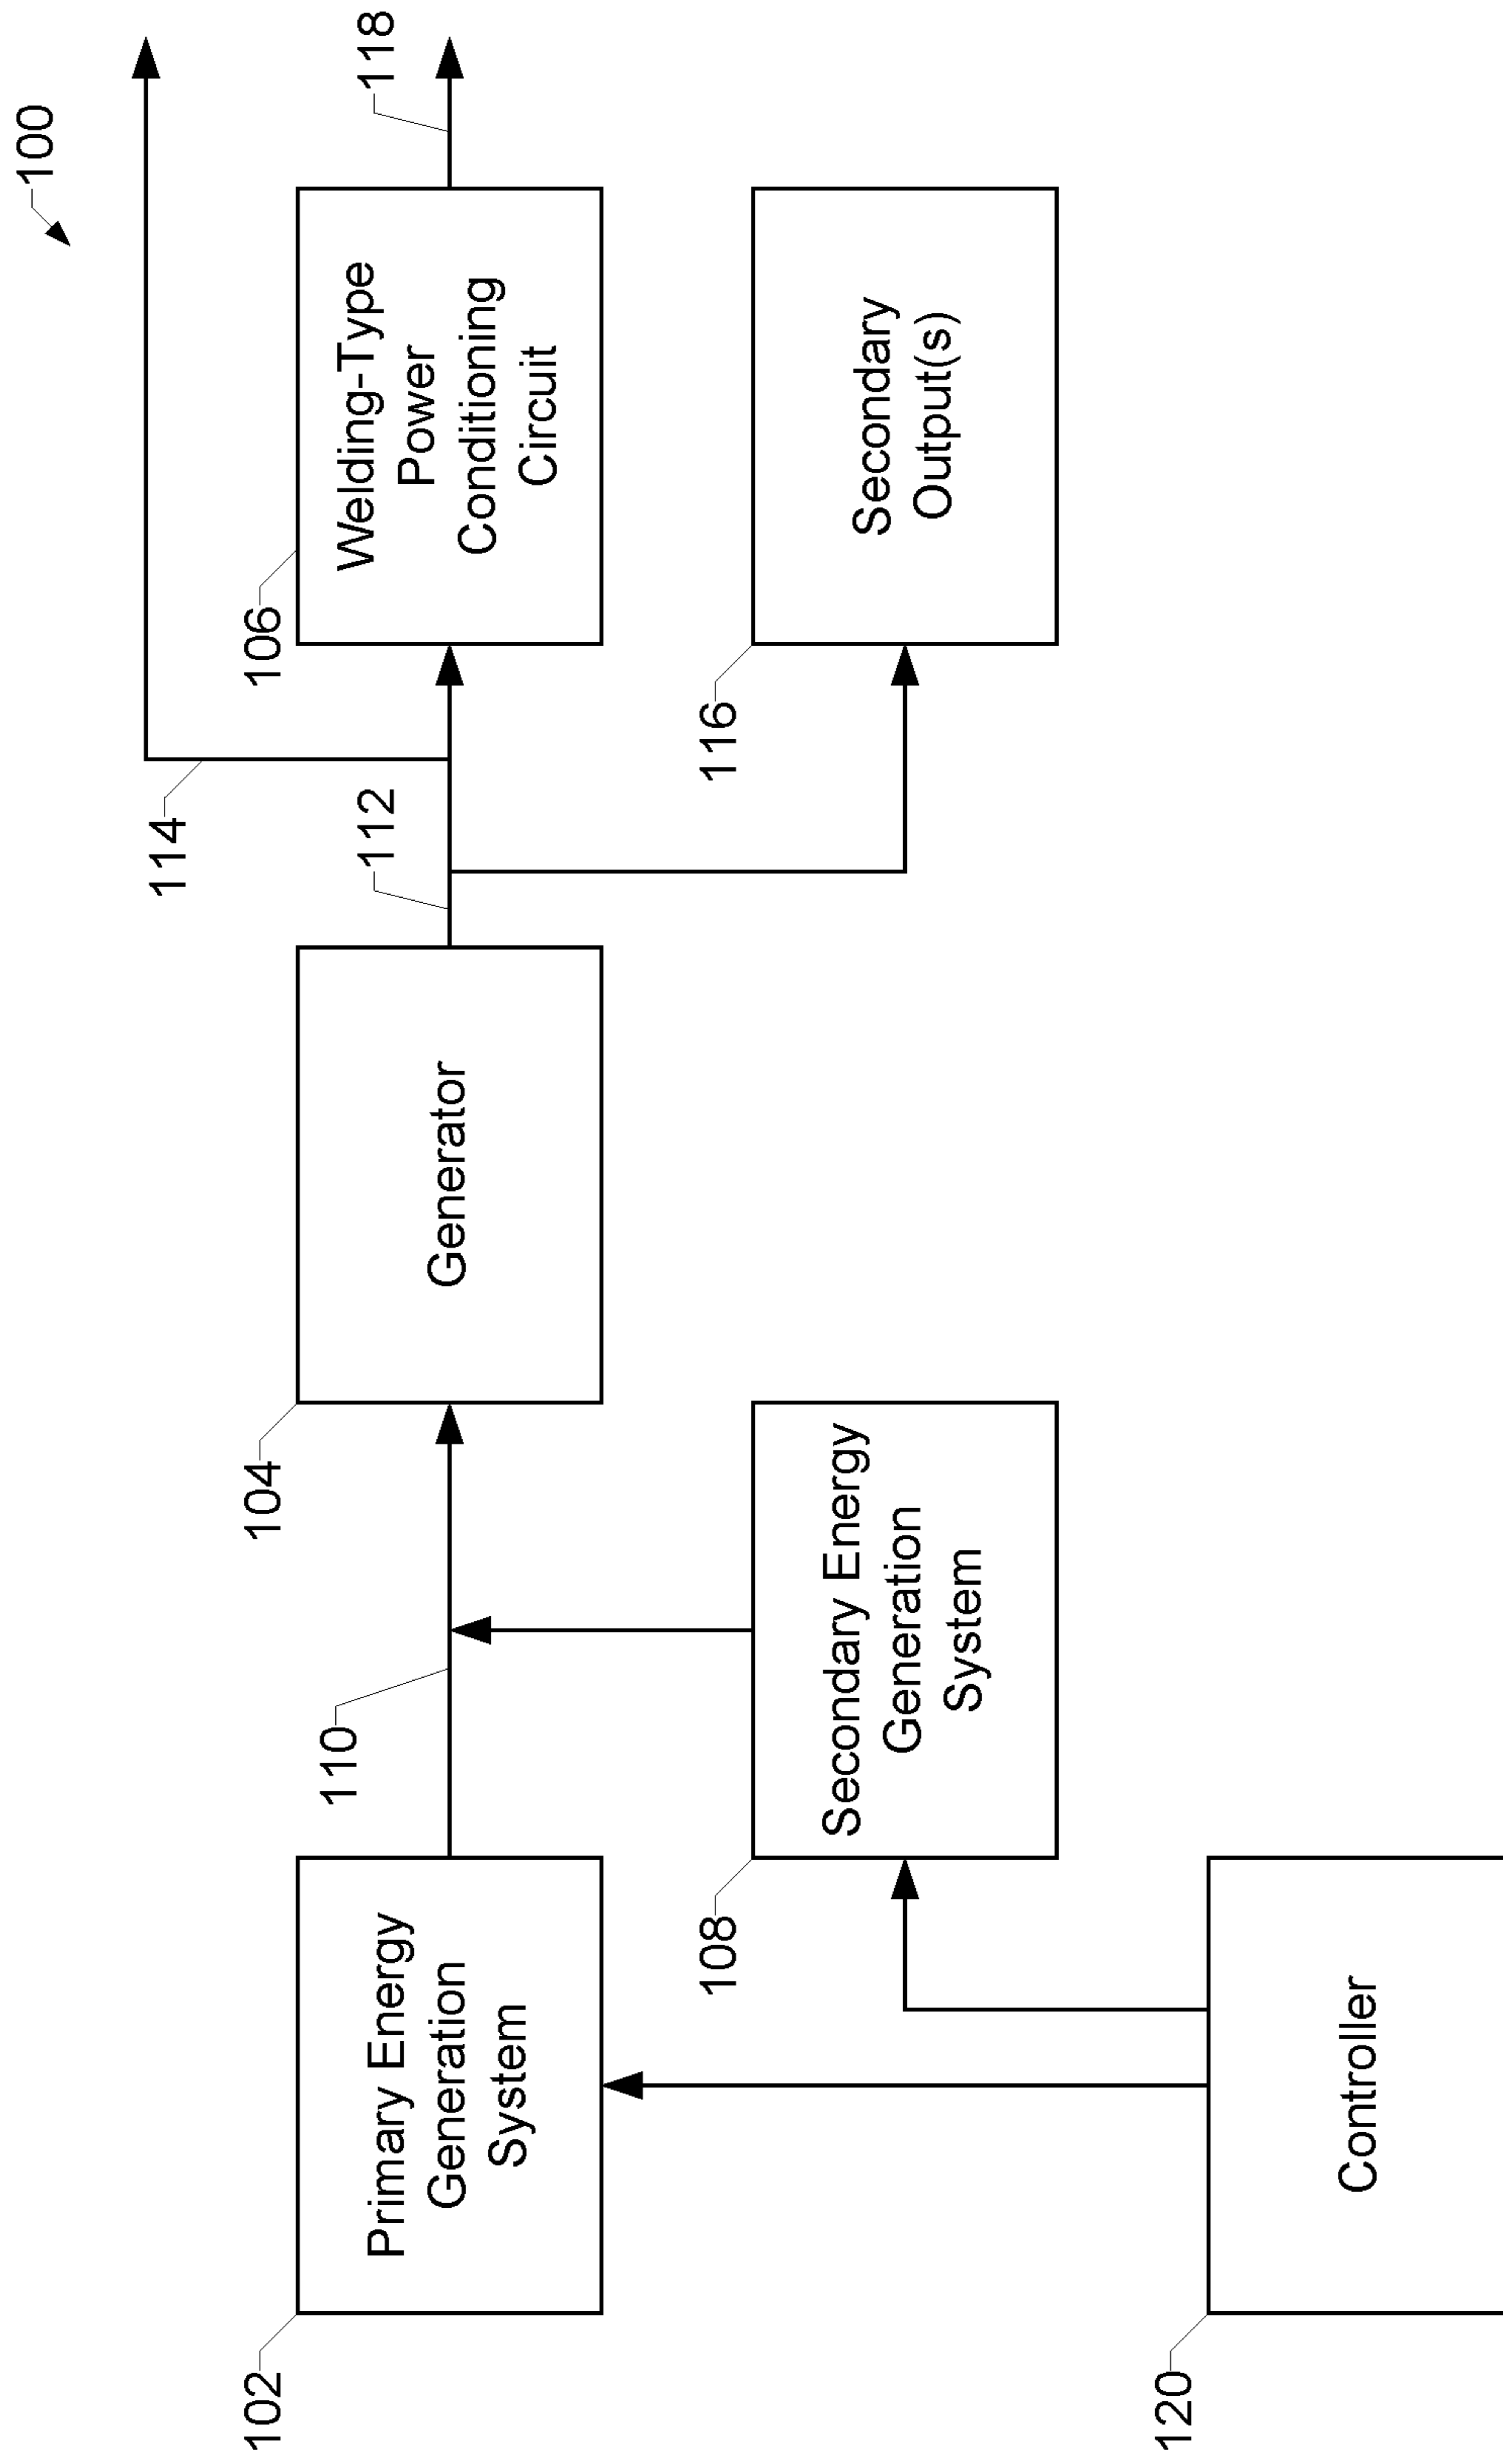 100
114
112
118
106
Welding-Type
Power
Conditioning
Circuit
104
Generator
110
102
Primary Energy
Generation
System
108
Secondary Energy
Generation
System
116
Secondary
Output(s)
120
Controller